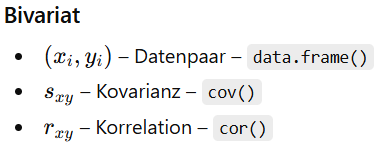 Bivariat
• (xᵢ, yᵢ) – Datenpaar – data.frame()
• sₓᵧ – Kovarianz – cov()
• rₓᵧ – Korrelation – cor()